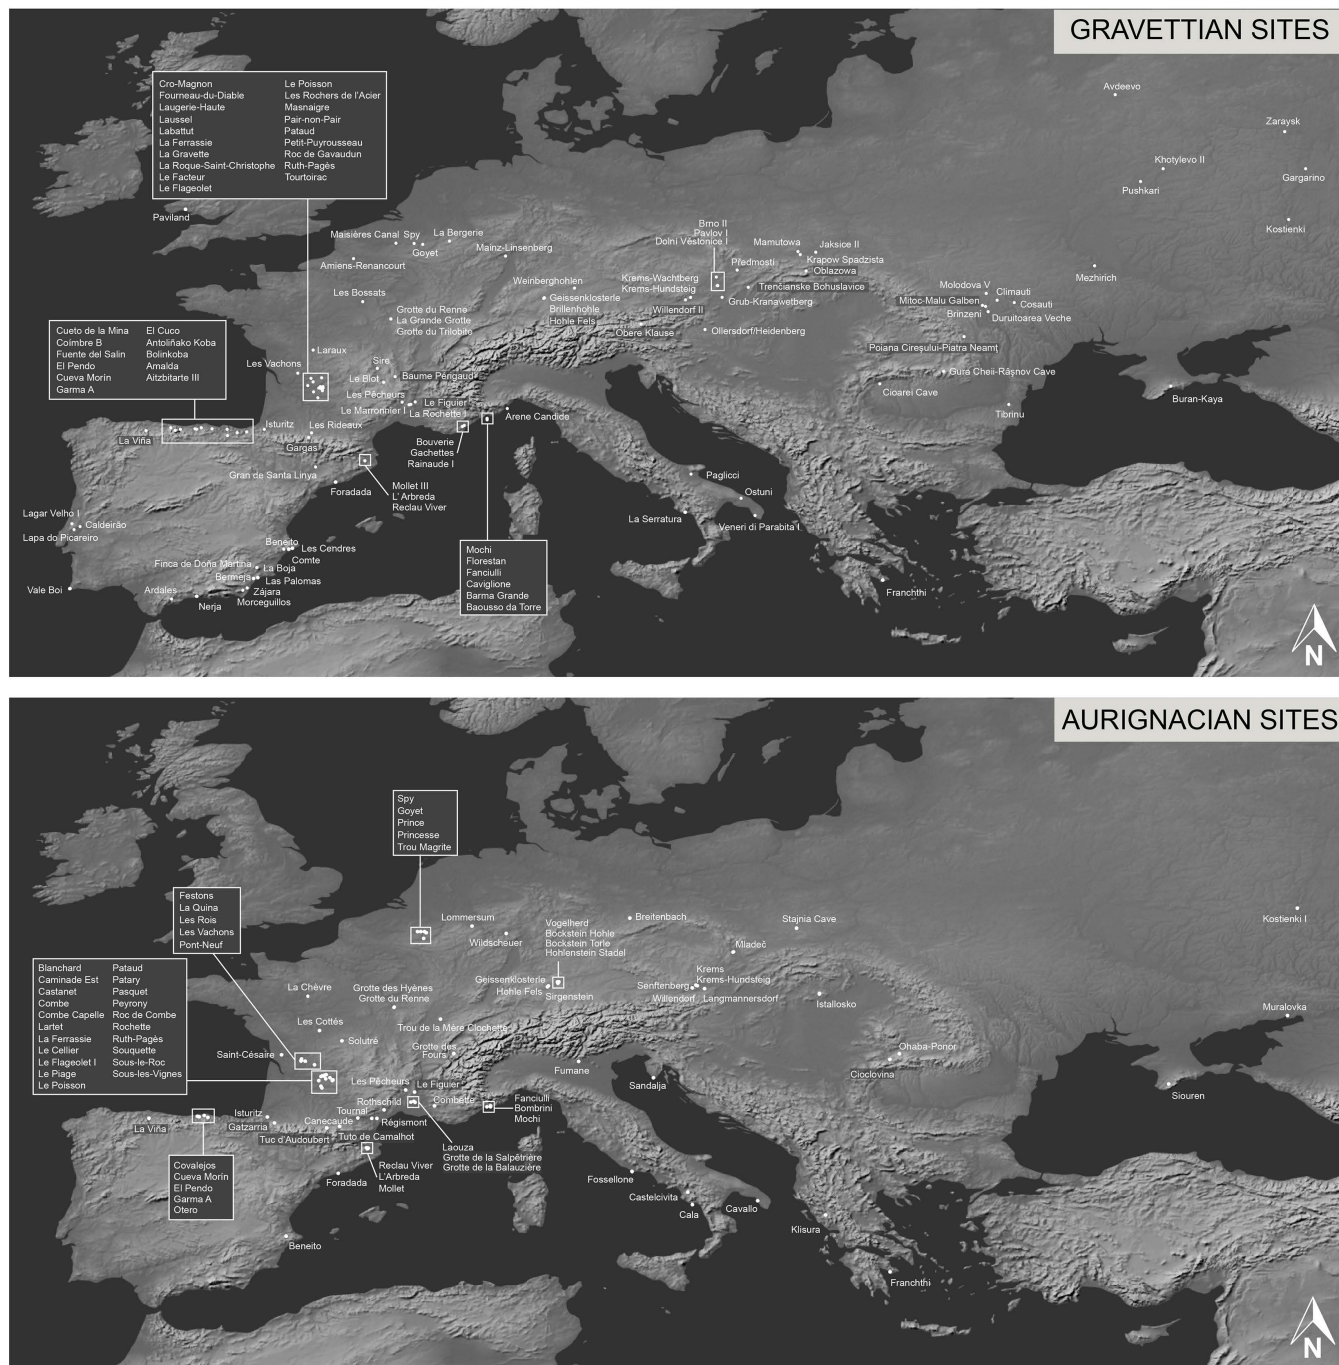 GRAVETTIAN SITES
Cro-Magnon
Fourneau-du-Diable
Laugerie-Haute
Laussel
Labattut
La Ferrassie
La Gravette
La Roque-Saint-Christophe
Le Facteur
Le Flageolet
Le Poisson
Les Rochers de l'Acier
Masnaigre
Pair-non-Pair
Pataud
Petit-Puyrousseau
Roc de Gavaudun
Ruth-Pagès
Tourtoirac
Avdeevo
Zaraysk
Khotylevo II
Pushkari
Gargarino
Kostienki
Mezhirich
Paviland
Maisières Canal
Spy
Goyet
La Bergerie
Mainz-Linsenberg
Amiens-Renancourt
Les Bossats
Weinberghohlen
Geissenklosterle
Brillenhohle
Hohle Fels
Brno II
Pavlov I
Dolni Věstonice I
Předmosti
Mamutowa
Jaksice II
Krapow Spadzista
Oblazowa
Krems-Wachtberg
Krems-Hundsteig
Willendorf II
Trenčianske Bohuslavice
Grub-Kranawetberg
Obere Klause
Ollersdorf/Heidenberg
Molodova V
Climauti
Mitoc-Malu Galben
Cosauti
Brinzeni
Duruitoarea Veche
Poiana Cireșului-Piatra Neamț
Gura Cheii-Râșnov Cave
Cioarei Cave
Tibrinu
Buran-Kaya
Grotte du Renne
La Grande Grotte
Grotte du Trilobite
Cueto de la Mina
Coímbre B
Fuente del Salin
El Pendo
Cueva Morín
Garma A
El Cuco
Antoliñako Koba
Bolinkoba
Amalda
Aitzbitarte III
Laraux
Les Vachons
Sire
Le Blot
Baume Périgaud
Les Pêcheurs
Le Figuier
Le Marronnier I
La Rochette I
Arene Candide
La Viña
Isturitz
Les Rideaux
Gargas
Gran de Santa Linya
Foradada
Bouverie
Gachettes
Rainaude I
Mollet III
L' Arbreda
Reclau Viver
Paglicci
Ostuni
La Serratura
Veneri di Parabita I
Lagar Velho I
Caldeirão
Lapa do Picareiro
Vale Boi
Beneito
Les Cendres
Comte
Finca de Doña Martina
La Boja
Bermeja
Las Palomas
Zájara
Morceguillos
Ardales
Nerja
Mochi
Florestan
Fanciulli
Caviglione
Barma Grande
Baousso da Torre
Franchthi
N
AURIGNACIAN SITES
Spy
Goyet
Prince
Princesse
Trou Magrite
Festons
La Quina
Les Rois
Les Vachons
Pont-Neuf
Blanchard
Caminade Est
Castanet
Combe
Combe Capelle
Lartet
La Ferrassie
Le Cellier
Le Flageolet I
Le Piage
Le Poisson
Pataud
Patary
Pasquet
Peyrony
Roc de Combe
Rochette
Ruth-Pagés
Souquette
Sous-le-Roc
Sous-les-Vignes
Lommersum
Wildscheuer
Vogelherd
Bockstein Hohle
Bockstein Torle
Hohlenstein Stadel
Breitenbach
Stajnia Cave
Mladeč
Kostienki I
Geissenklosterle
Hohle Fels
Sirgenstein
Krems
Krems-Hundsteig
Senftenberg
Willendorf
Langmannersdorf
Istallosko
Muralovka
La Chèvre
Grotte des Hyènes
Grotte du Renne
Trou de la Mère Clochette
Les Cottés
Solutré
Saint-Césaire
Grotte des
Fours
Fumane
Sandalja
Ohaba-Ponor
Cioclovina
Siouren
Les Pêcheurs
Le Figuier
Rothschild
Combette
Fanciulli
Bombrini
Mochi
La Viña
Isturitz
Gatzarria
Tournal
Canecaude
Régismont
Tuc d'Audoubert
Tuto de Camalhot
Laouza
Grotte de la Salpêtrière
Grotte de la Balauzière
Covalejos
Cueva Morín
El Pendo
Garma A
Otero
Reclau Viver
L'Arbreda
Mollet
Foradada
Beneito
Fossellone
Castelcivita
Cala
Cavallo
Klisura
Franchthi
N